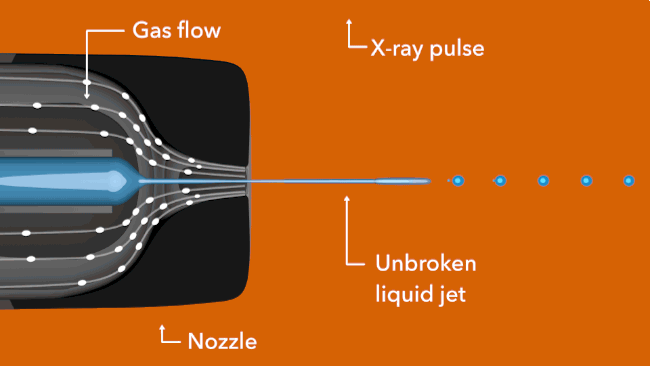 Gas flow
X-ray pulse
Unbroken
liquid jet
Nozzle